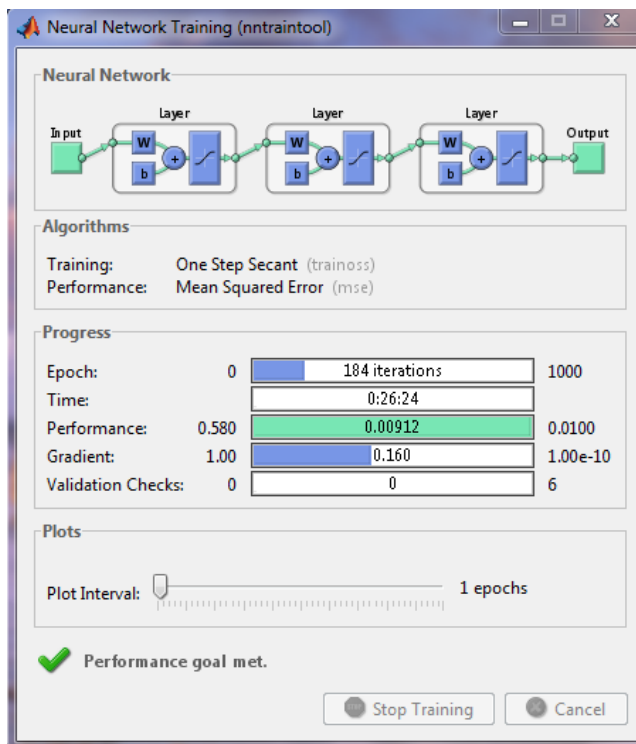 Neural Network Training (nntraintool)
Neural Network
Layer Layer Layer
Input W b + W b + W b + Output
Algorithms
Training: One Step Secant (trainoss)
Performance: Mean Squared Error (mse)
Progress
Epoch: 0 184 iterations 1000
Time: 0:26:24
Performance: 0.580 0.00912 0.0100
Gradient: 1.00 0.160 1.00e-10
Validation Checks: 0 0 6
Plots
Plot Interval: 1 epochs
Performance goal met.
Stop Training Cancel